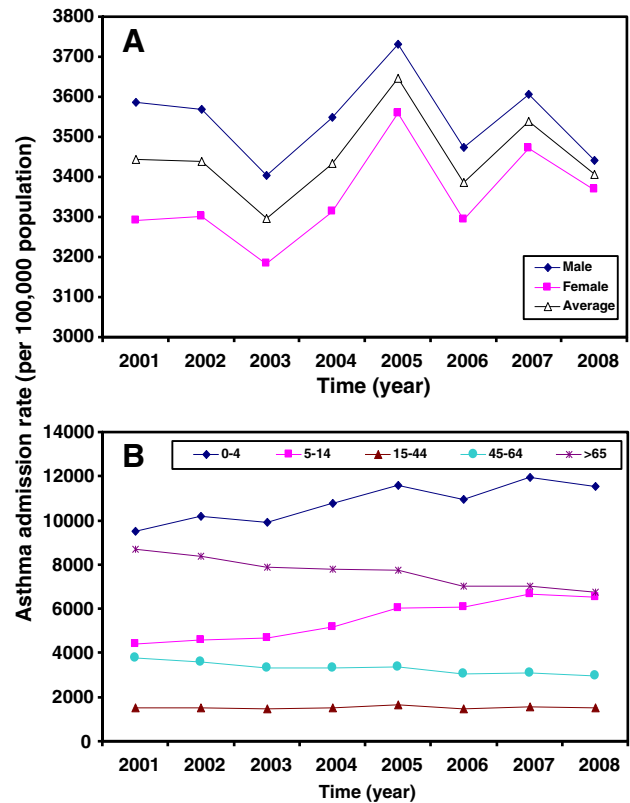 Asthma admission rate (per 100,000 population)
A
3800
3700
3600
3500
3400
3300
3200
3100
3000
Male
Female
Average
2001 2002 2003 2004 2005 2006 2007 2008
Time (year)
B
14000
12000
10000
8000
6000
4000
2000
0
0-4 5-14 15-44 45-64 >65
2001 2002 2003 2004 2005 2006 2007 2008
Time (year)